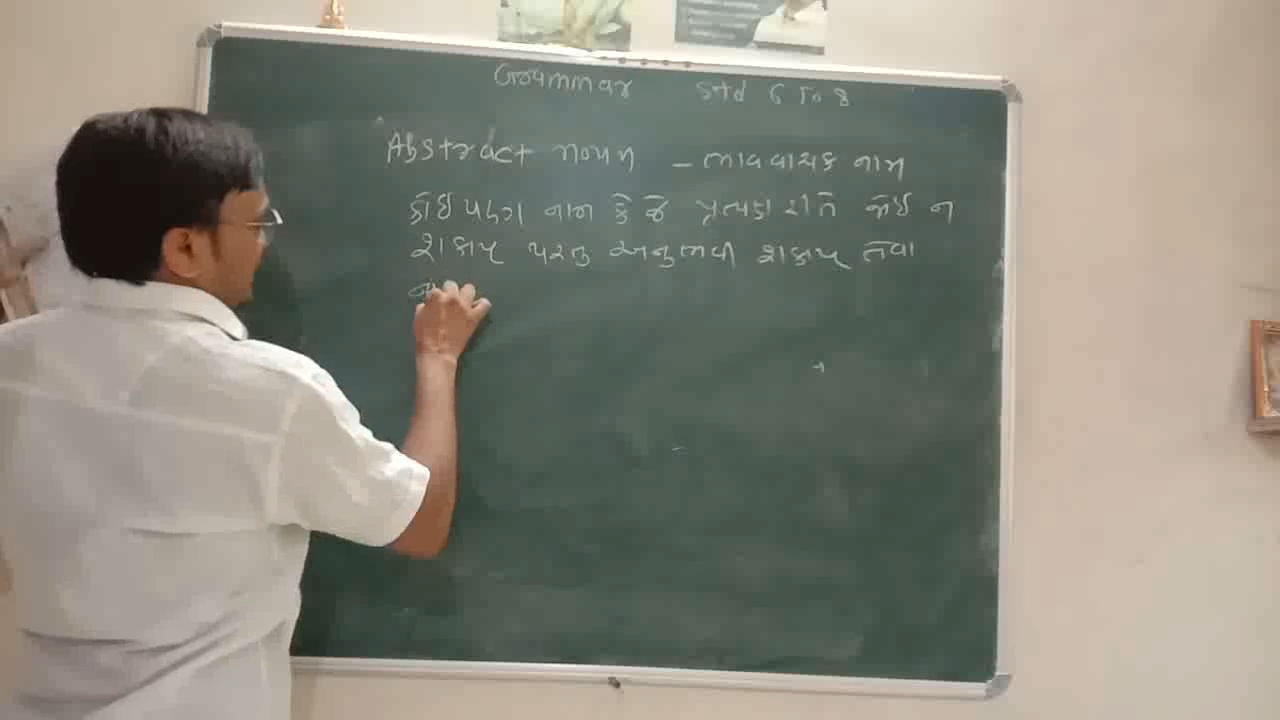 Grammar Std 6 To 8
Abstract noun - ભાવવાચક નામ
કોઈ પણ નામ કે જે પ્રત્યક્ષ રીતે જોઈ ન
શકાય પરંતુ અનુભવી શકાય તેવા